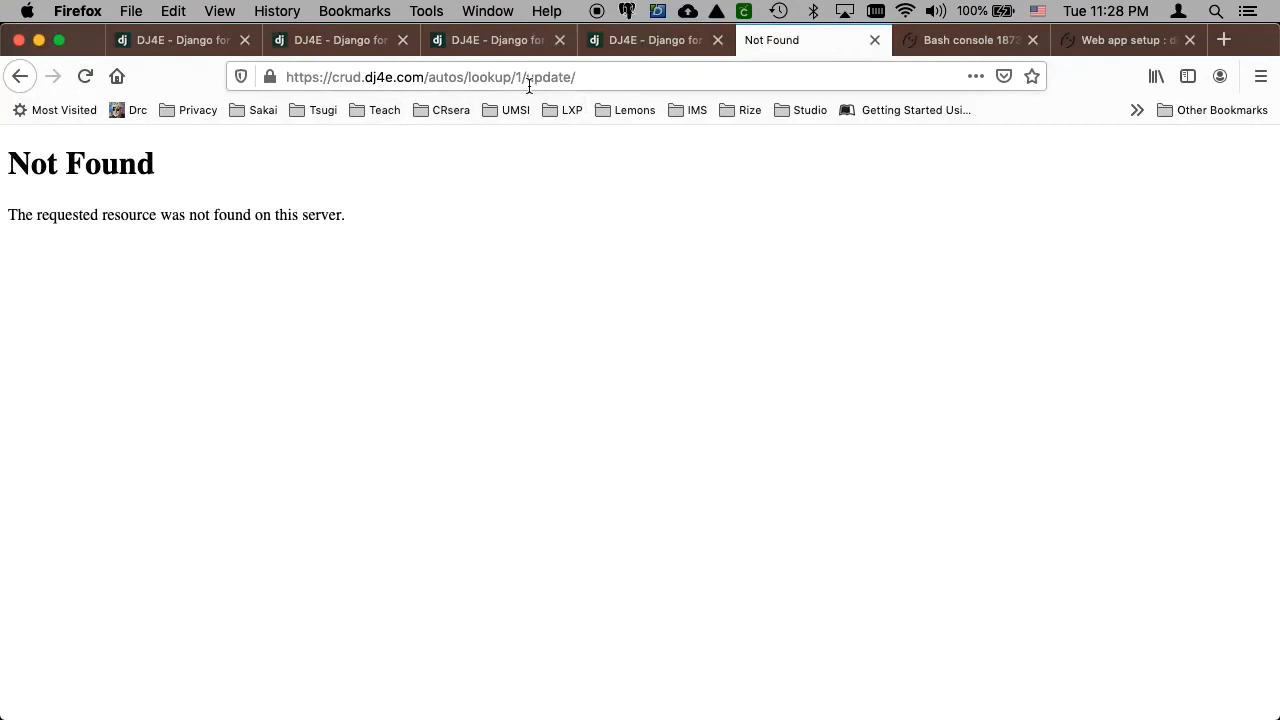 Firefox File Edit View History Bookmarks Tools Window Help 100% Tue 11:28 PM
DJ4E - Django for DJ4E - Django for DJ4E - Django for DJ4E - Django for Not Found Bash console 1872 Web app setup : d
https://crud.dj4e.com/autos/lookup/1/update/
Most Visited Drc Privacy Sakai Tsugi Teach CRsera UMSI LXP Lemons IMS Rize Studio Getting Started Usi... Other Bookmarks
Not Found
The requested resource was not found on this server.